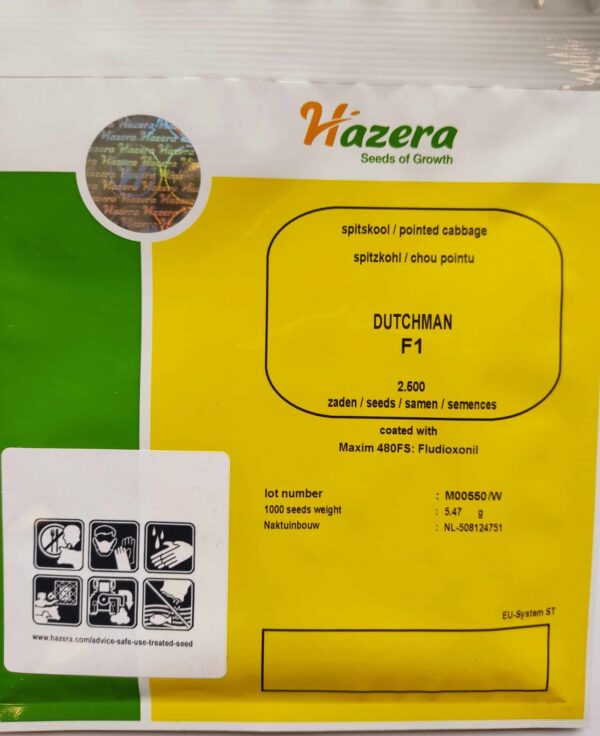 Hazera
Seeds of Growth
spitskool / pointed cabbage
spitzkohl / chou pointu
DUTCHMAN
F1
2.500
zaden / seeds / samen / semences
coated with
Maxim 480FS: Fludioxonil
lot number : M00550/W
1000 seeds weight : 5.47 g
Naktuinbouw : NL-508124751
EU-System ST
www.hazera.com/advice-safe-use-treated-seed